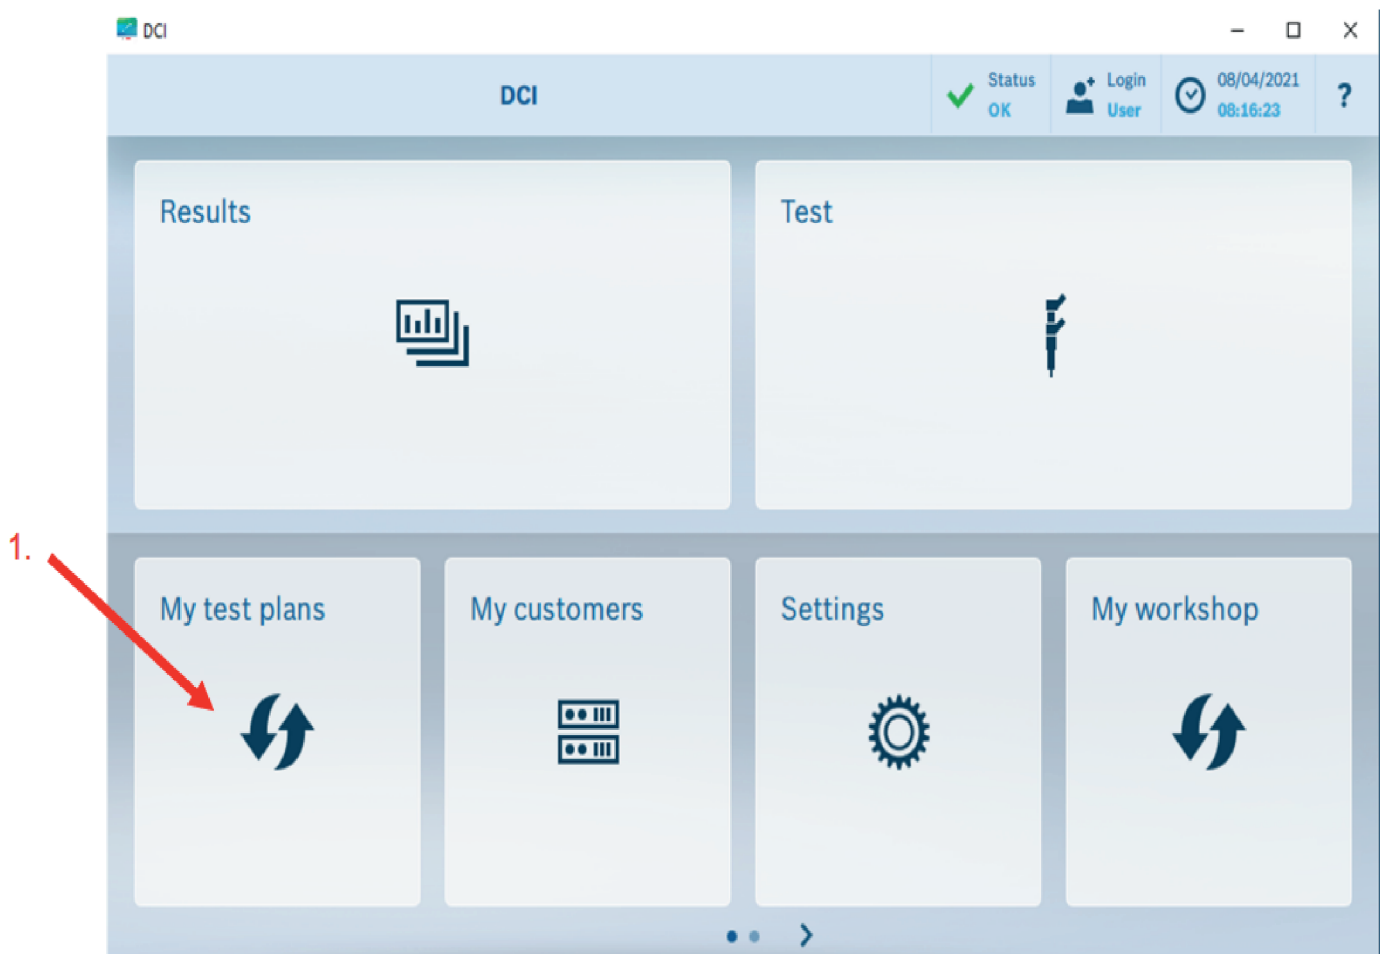 DCI
DCI
Status
OK
Login
User
08/04/2021
08:16:23
?
Results
Test
1.
My test plans
My customers
Settings
My workshop